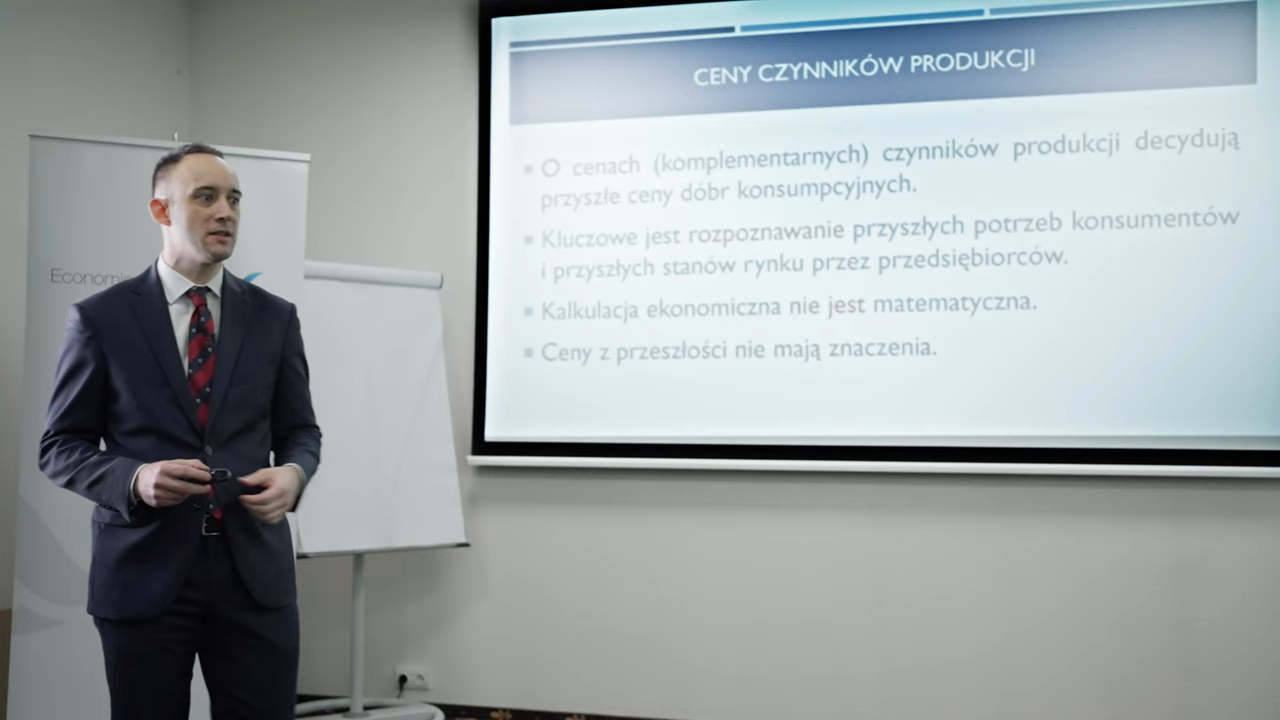 CENY CZYNNIKÓW PRODUKCJI
▪ O cenach (komplementarnych) czynników produkcji decydują
przyszłe ceny dóbr konsumpcyjnych.
▪ Kluczowe jest rozpoznawanie przyszłych potrzeb konsumentów
i przyszłych stanów rynku przez przedsiębiorców.
▪ Kalkulacja ekonomiczna nie jest matematyczna.
▪ Ceny z przeszłości nie mają znaczenia.